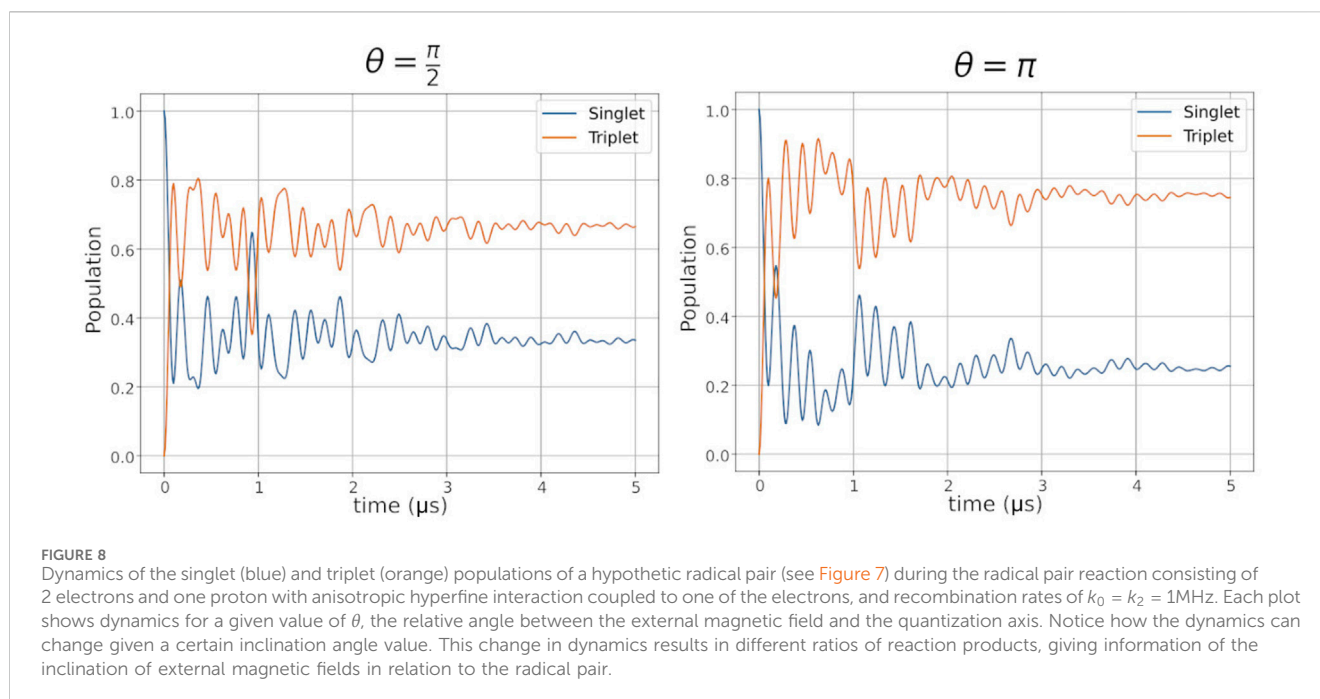 θ = π/2
Singlet
Triplet
1.0
0.8
0.6
0.4
0.2
0.0
Population
0 1 2 3 4 5
time (μs)
θ = π
Singlet
Triplet
1.0
0.8
0.6
0.4
0.2
0.0
Population
0 1 2 3 4 5
time (μs)
FIGURE 8
Dynamics of the singlet (blue) and triplet (orange) populations of a hypothetic radical pair (see Figure 7) during the radical pair reaction consisting of
2 electrons and one proton with anisotropic hyperfine interaction coupled to one of the electrons, and recombination rates of k₀ = k₂ = 1MHz. Each plot
shows dynamics for a given value of θ, the relative angle between the external magnetic field and the quantization axis. Notice how the dynamics can
change given a certain inclination angle value. This change in dynamics results in different ratios of reaction products, giving information of the
inclination of external magnetic fields in relation to the radical pair.